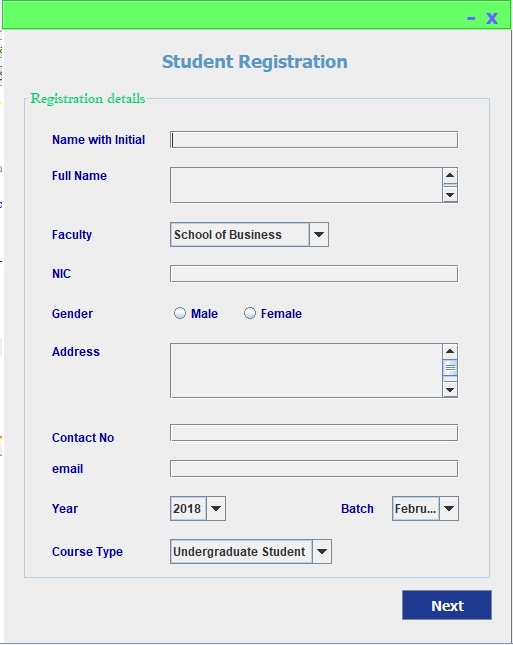 - x
Student Registration
Registration details
Name with Initial
Full Name
Faculty School of Business
NIC
Gender Male Female
Address
Contact No
email
Year 2018 Batch Febru...
Course Type Undergraduate Student
Next